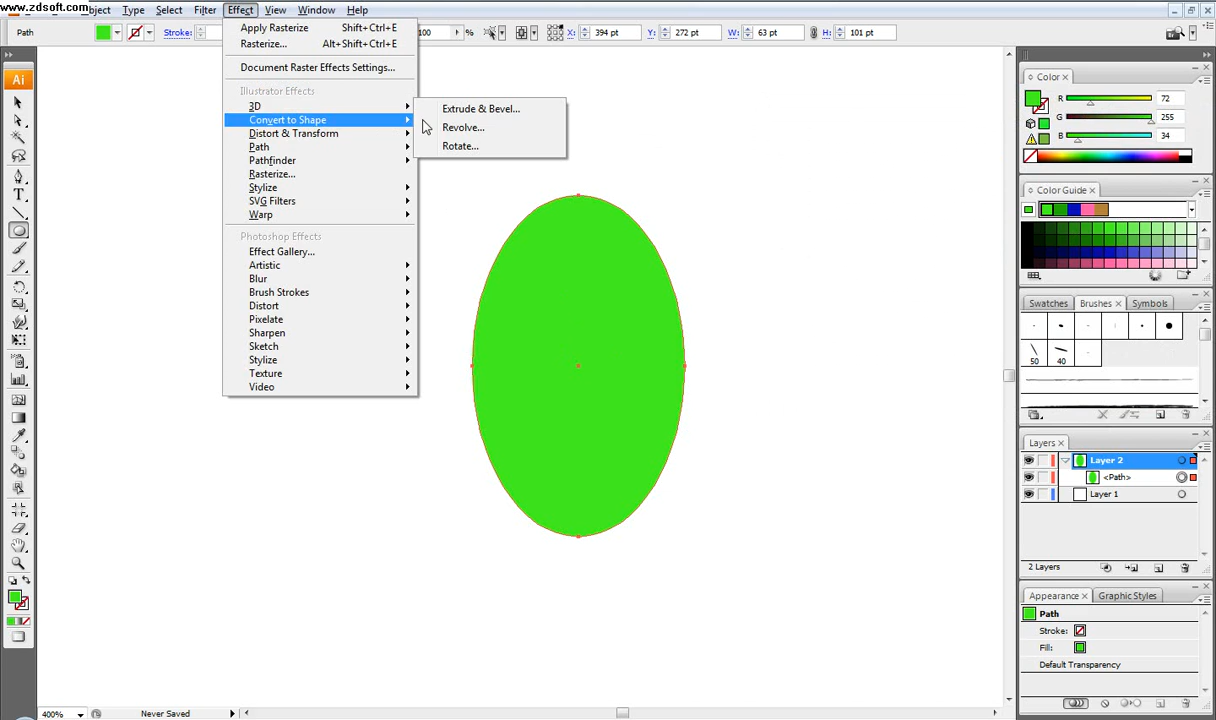 www.zdsoft.com
Object Type Select Filter Effect View Window Help
Path
Stroke:
100 % X: 394 pt Y: 272 pt W: 63 pt H: 101 pt
Apply Rasterize Shift+Ctrl+E
Rasterize... Alt+Shift+Ctrl+E
Document Raster Effects Settings...
Illustrator Effects
3D
Convert to Shape
Distort & Transform
Path
Pathfinder
Rasterize...
Stylize
SVG Filters
Warp
Photoshop Effects
Effect Gallery...
Artistic
Blur
Brush Strokes
Distort
Pixelate
Sharpen
Sketch
Stylize
Texture
Video
Extrude & Bevel...
Revolve...
Rotate...
Ai
T
Color
R 72
G 255
B 34
Color Guide
Swatches Brushes Symbols
50 40
Layers
Layer 2
<Path>
Layer 1
2 Layers
Appearance Graphic Styles
Path
Stroke:
Fill:
Default Transparency
400% Never Saved